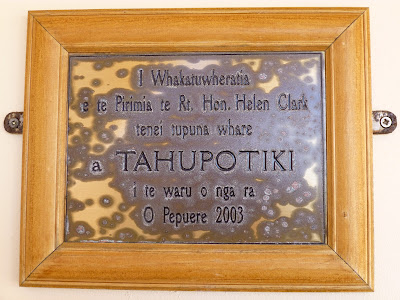 I Whakatuwheratia
e te Pirimia te Rt. Hon. Helen Clark
tenei tupuna whare
a TAHUPOTIKI
i te waru o nga ra
O Pepuere 2003